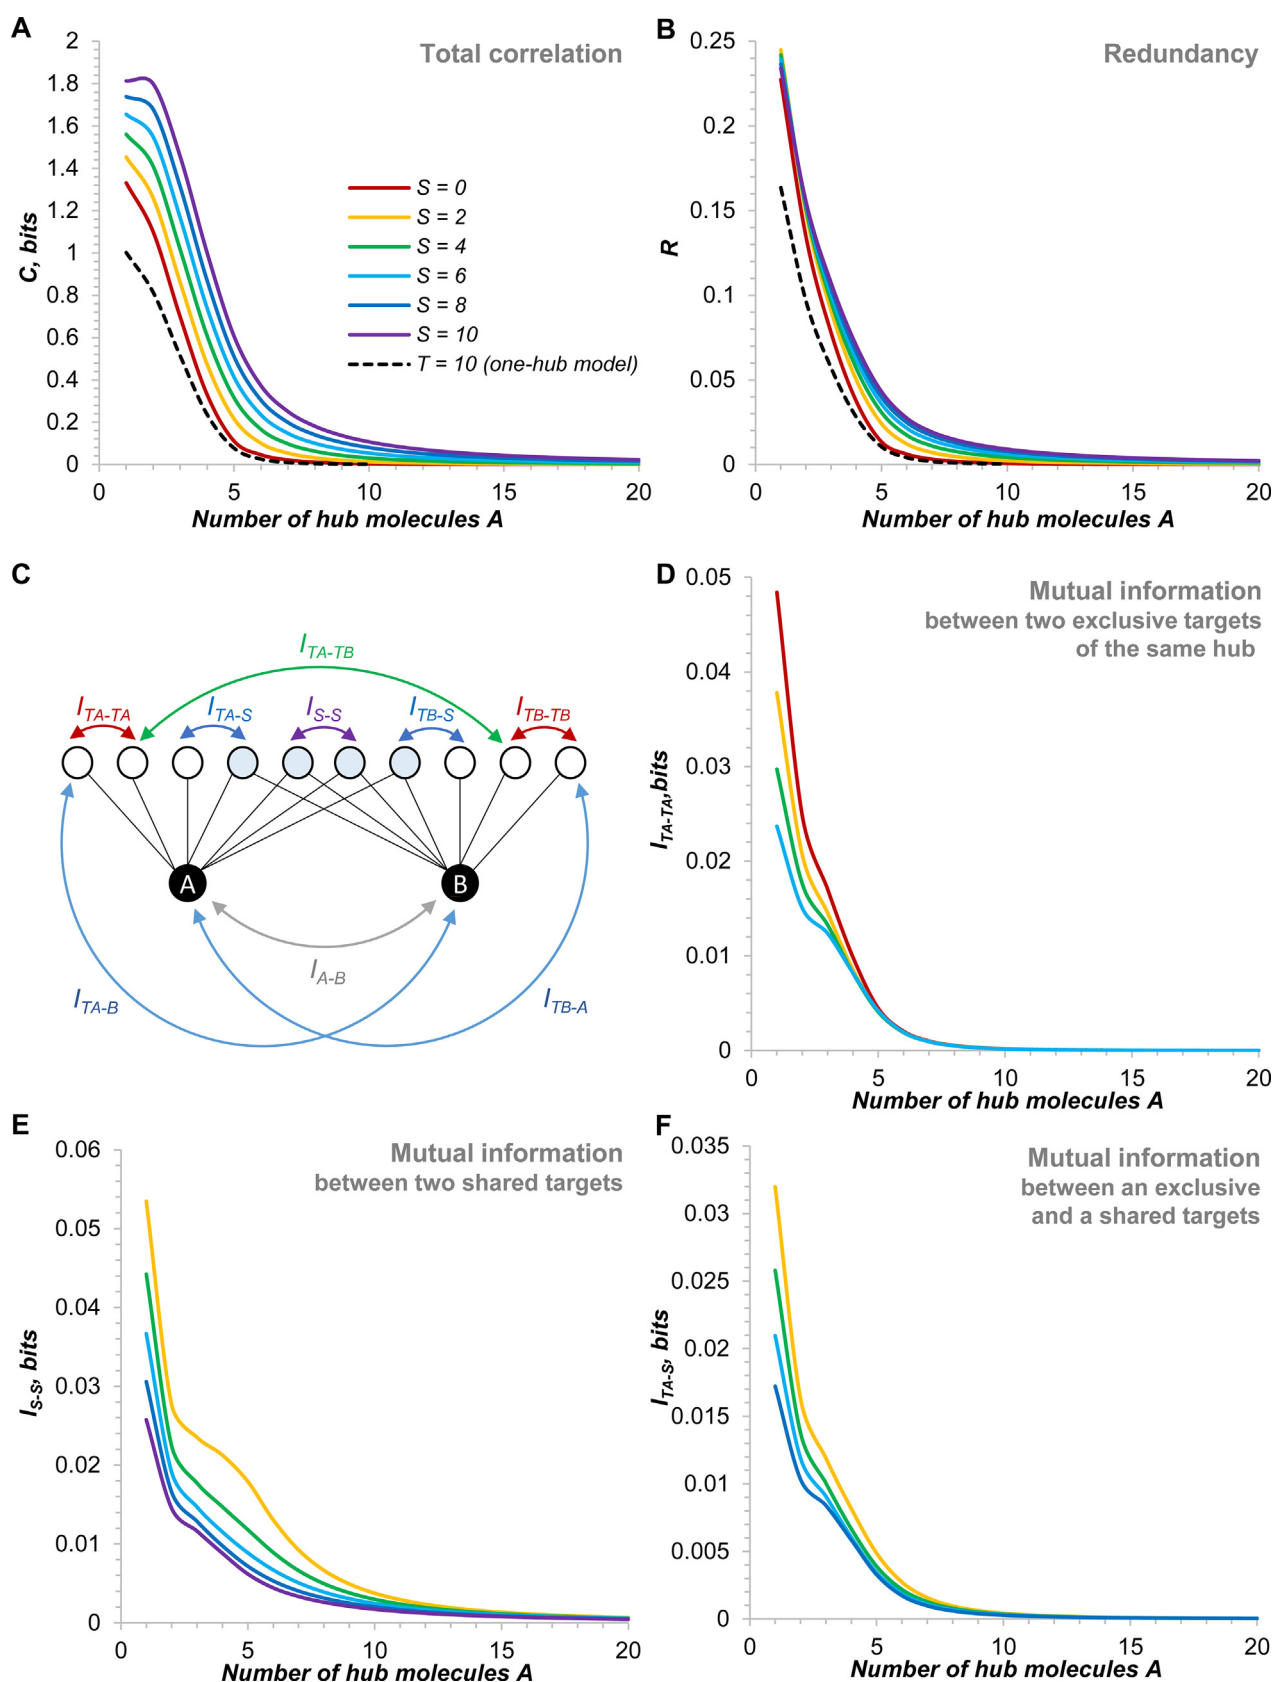 A
Total correlation
2
1.8
1.6
1.4
1.2
1
0.8
0.6
0.4
0.2
0
C, bits
S = 0
S = 2
S = 4
S = 6
S = 8
S = 10
T = 10 (one-hub model)
0 5 10 15 20
Number of hub molecules A
B
Redundancy
0.25
0.2
0.15
0.1
0.05
0
R
0 5 10 15 20
Number of hub molecules A
C
I_TA-TB
I_TA-TA I_TA-S I_S-S I_TB-S I_TB-TB
A B
I_A-B
I_TA-B I_TB-A
D
Mutual information
between two exclusive targets
of the same hub
0.05
0.04
0.03
0.02
0.01
0
I_TA-TA, bits
0 5 10 15 20
Number of hub molecules A
E
Mutual information
between two shared targets
0.06
0.05
0.04
0.03
0.02
0.01
0
I_S-S, bits
0 5 10 15 20
Number of hub molecules A
F
Mutual information
between an exclusive
and a shared targets
0.035
0.03
0.025
0.02
0.015
0.01
0.005
0
I_TA-S, bits
0 5 10 15 20
Number of hub molecules A